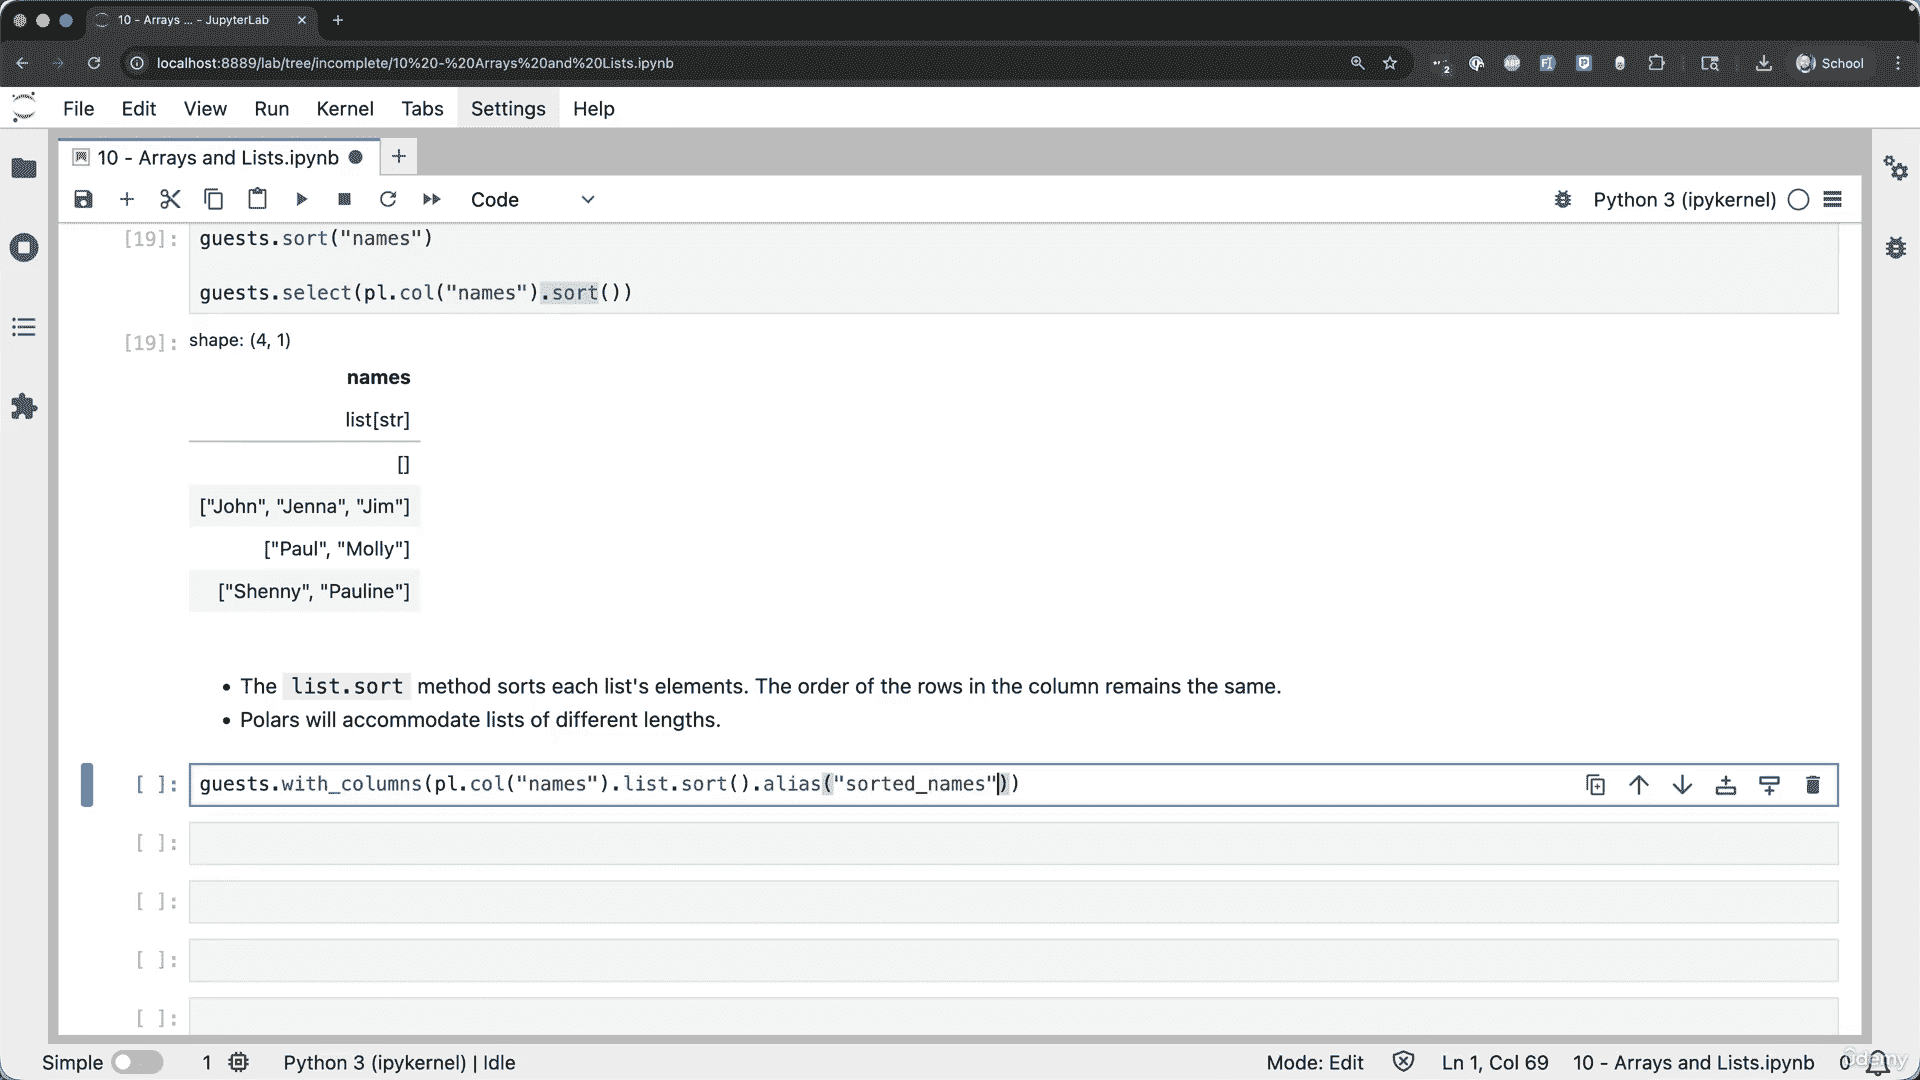 10 - Arrays ... - JupyterLab
localhost:8889/lab/tree/incomplete/10%20-%20Arrays%20and%20Lists.ipynb
2
ABP
School
File Edit View Run Kernel Tabs Settings Help
10 - Arrays and Lists.ipynb
Code
Python 3 (ipykernel)
[19]: guests.sort("names")
guests.select(pl.col("names").sort())
[19]: shape: (4, 1)
names
list[str]
[]
["John", "Jenna", "Jim"]
["Paul", "Molly"]
["Shenny", "Pauline"]
• The list.sort method sorts each list's elements. The order of the rows in the column remains the same.
• Polars will accommodate lists of different lengths.
[ ]: guests.with_columns(pl.col("names").list.sort().alias("sorted_names"))
[ ]:
[ ]:
[ ]:
[ ]:
Simple 1 Python 3 (ipykernel) | Idle Mode: Edit Ln 1, Col 69 10 - Arrays and Lists.ipynb 0
udemy